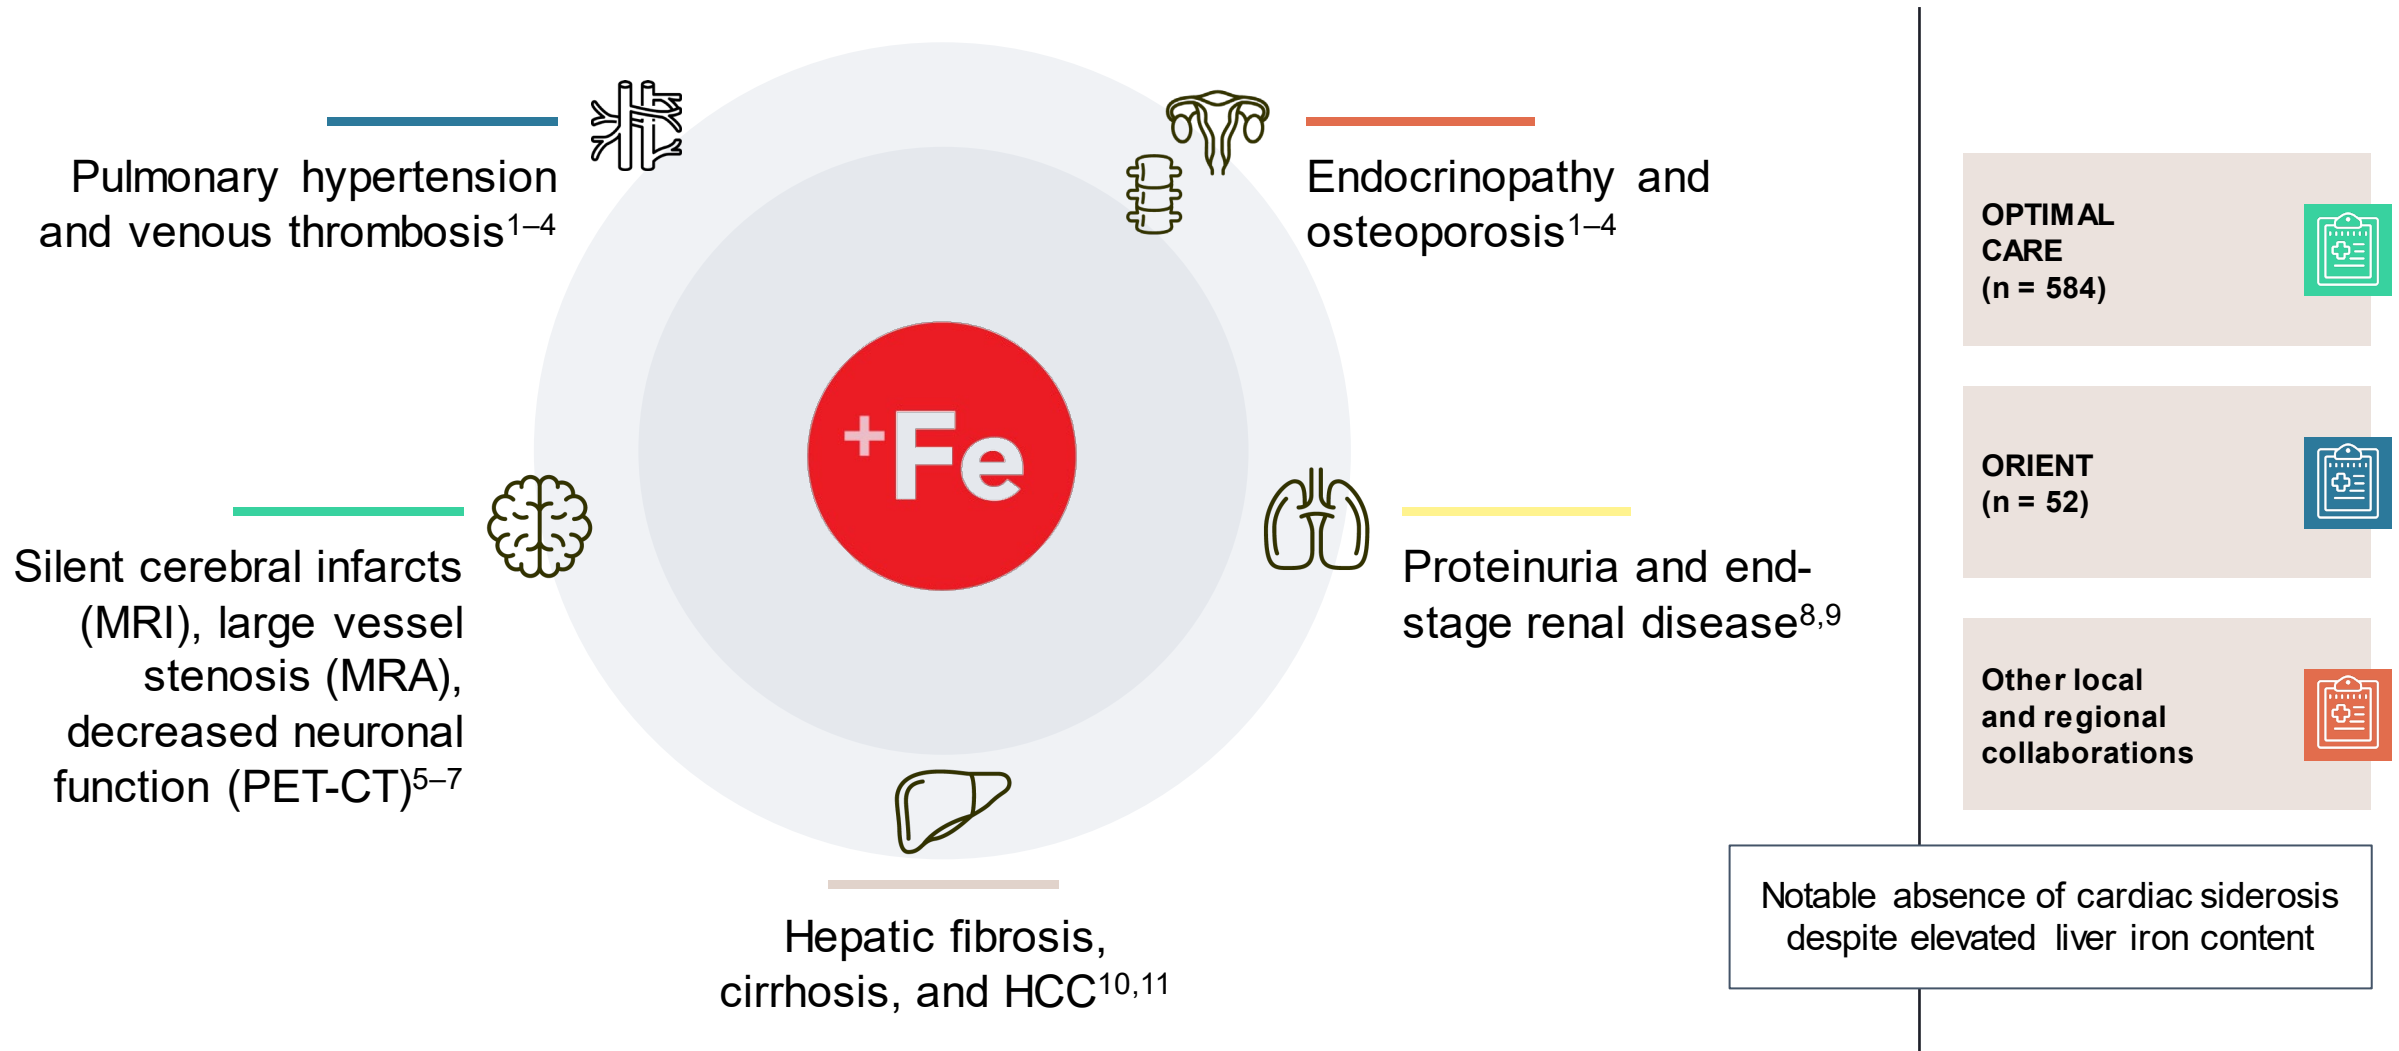 Pulmonary hypertension
and venous thrombosis¹⁻⁴
Endocrinopathy and
osteoporosis¹⁻⁴
⁺Fe
Silent cerebral infarcts
(MRI), large vessel
stenosis (MRA),
decreased neuronal
function (PET-CT)⁵⁻⁷
Proteinuria and end-
stage renal disease⁸,⁹
Hepatic fibrosis,
cirrhosis, and HCC¹⁰,¹¹
OPTIMAL
CARE
(n = 584)
ORIENT
(n = 52)
Other local
and regional
collaborations
Notable absence of cardiac siderosis
despite elevated liver iron content